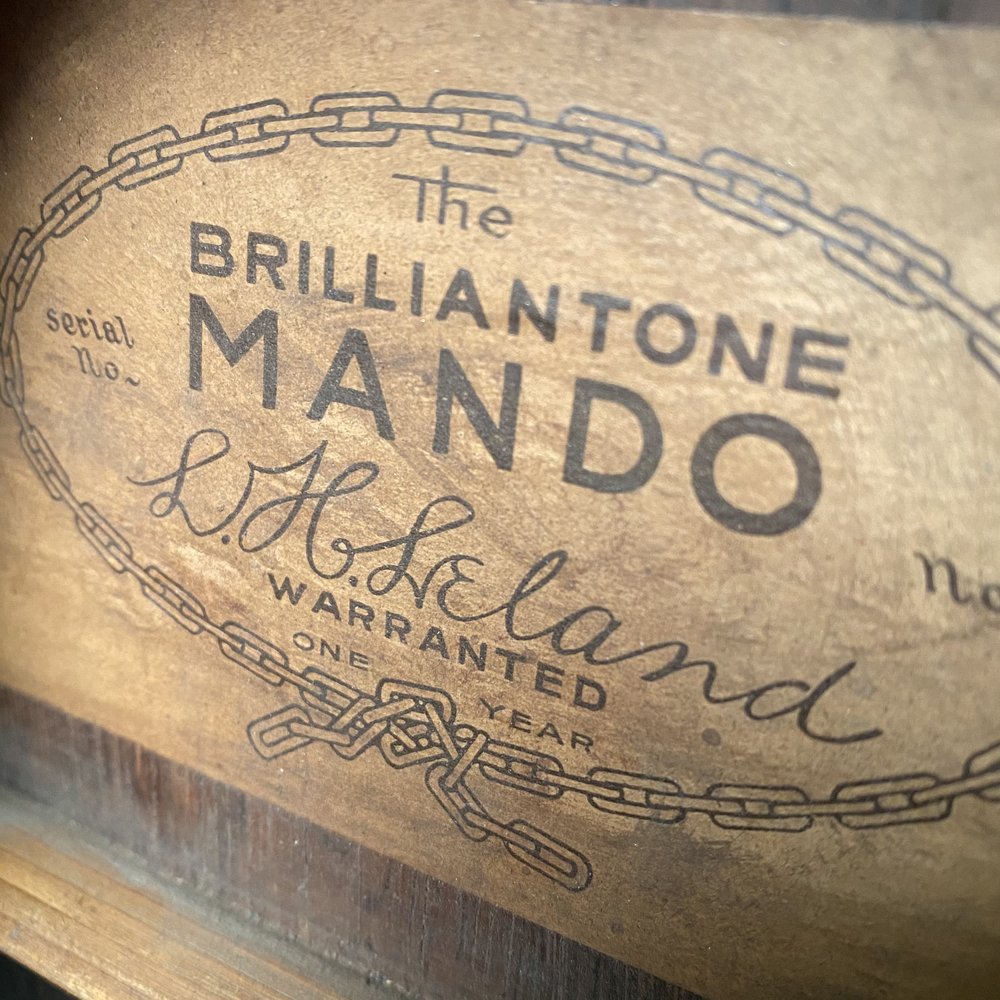 The
BRILLIANTONE
MANDO
serial
No~
L. H. Leland
WARRANTED
ONE YEAR
No